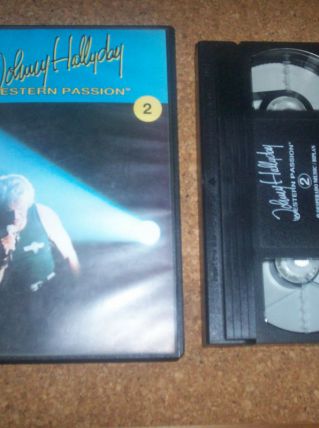 Johnny Hallyday
WESTERN PASSION"
2
Johnny Hallyday
"WESTERN PASSION"
2